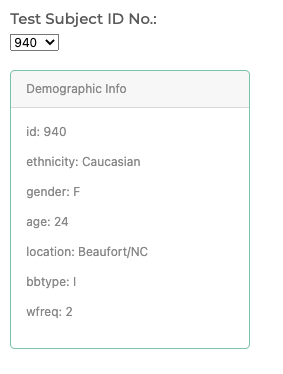 Test Subject ID No.:
940
Demographic Info
id: 940
ethnicity: Caucasian
gender: F
age: 24
location: Beaufort/NC
bbtype: I
wfreq: 2